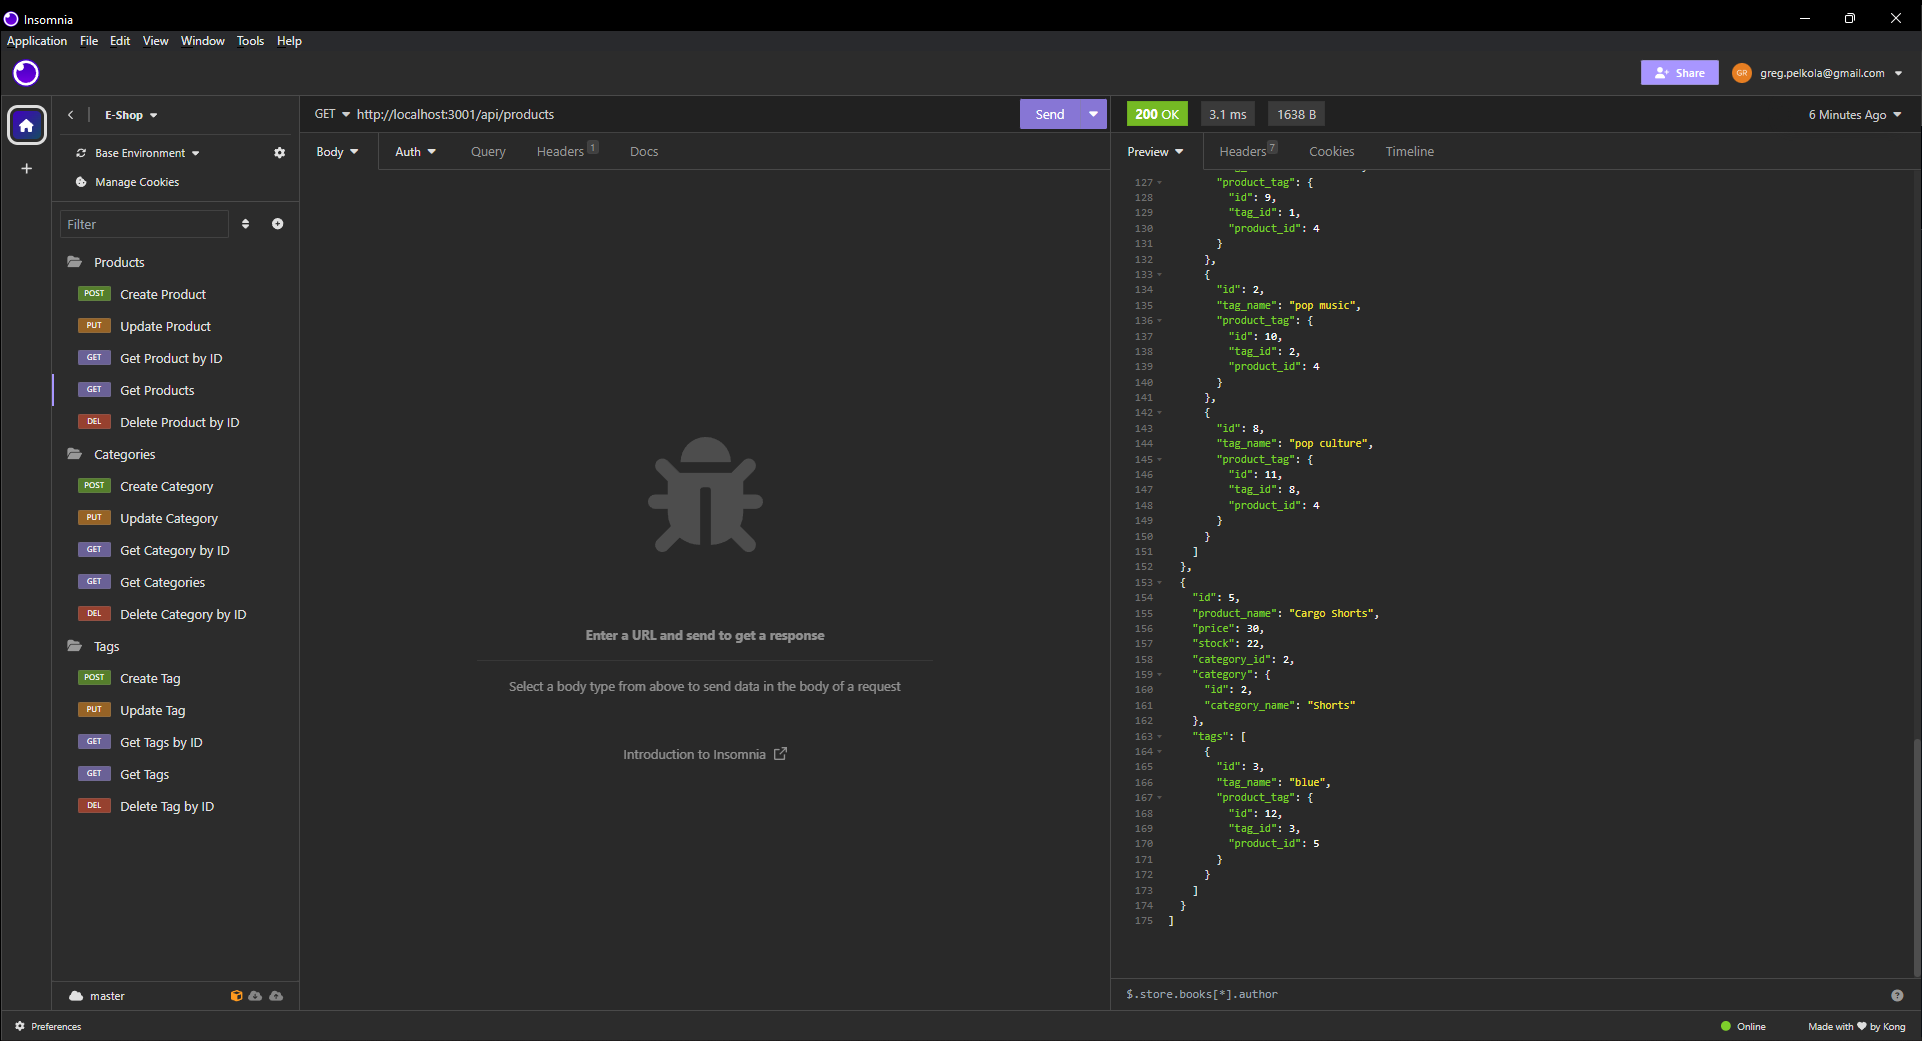 Insomnia
Application File Edit View Window Tools Help
Share
GR
greg.pelkola@gmail.com
E-Shop
Base Environment
Manage Cookies
Filter
Products
POST Create Product
PUT Update Product
GET Get Product by ID
GET Get Products
DEL Delete Product by ID
Categories
POST Create Category
PUT Update Category
GET Get Category by ID
GET Get Categories
DEL Delete Category by ID
Tags
POST Create Tag
PUT Update Tag
GET Get Tags by ID
GET Get Tags
DEL Delete Tag by ID
master
GET http://localhost:3001/api/products
Send
Body Auth Query Headers 1 Docs
Enter a URL and send to get a response
Select a body type from above to send data in the body of a request
Introduction to Insomnia
200 OK 3.1 ms 1638 B 6 Minutes Ago
Preview Headers 7 Cookies Timeline
127 "product_tag": {
128 "id": 9,
129 "tag_id": 1,
130 "product_id": 4
131 }
132 },
133 {
134 "id": 2,
135 "tag_name": "pop music",
136 "product_tag": {
137 "id": 10,
138 "tag_id": 2,
139 "product_id": 4
140 }
141 },
142 {
143 "id": 8,
144 "tag_name": "pop culture",
145 "product_tag": {
146 "id": 11,
147 "tag_id": 8,
148 "product_id": 4
149 }
150 }
151 ]
152 },
153 {
154 "id": 5,
155 "product_name": "Cargo Shorts",
156 "price": 30,
157 "stock": 22,
158 "category_id": 2,
159 "category": {
160 "id": 2,
161 "category_name": "Shorts"
162 },
163 "tags": [
164 {
165 "id": 3,
166 "tag_name": "blue",
167 "product_tag": {
168 "id": 12,
169 "tag_id": 3,
170 "product_id": 5
171 }
172 }
173 ]
174 }
175 ]
$.store.books[*].author
Preferences
Online
Made with ♥ by Kong